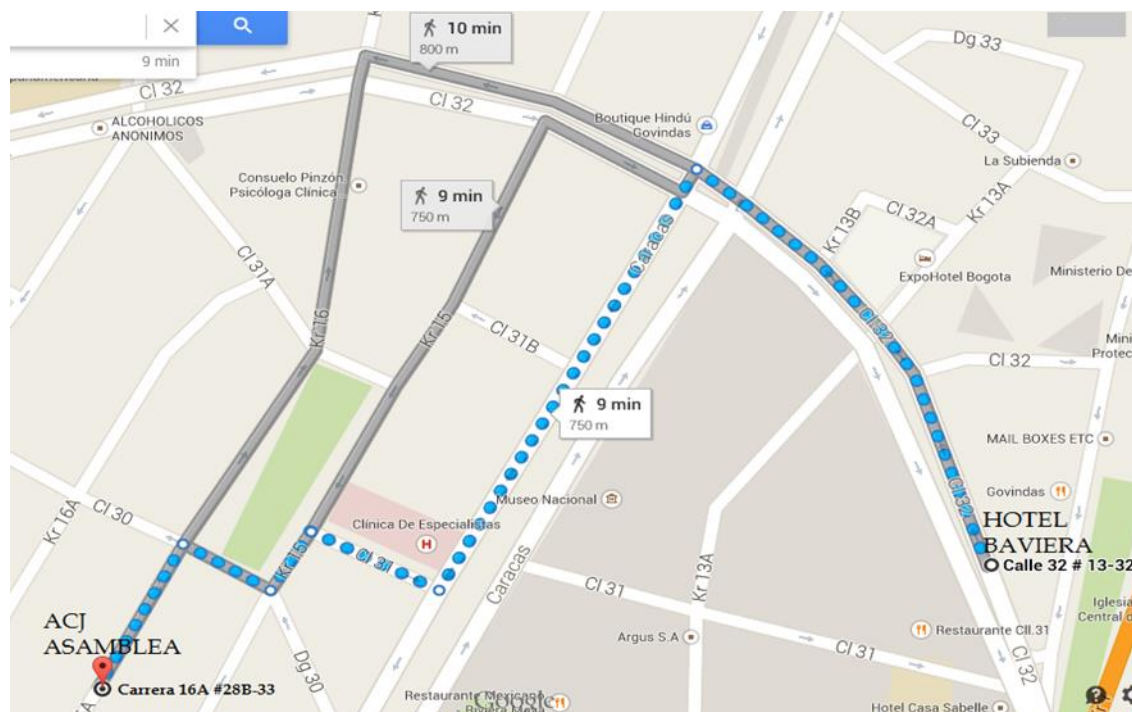 10 min
800 m
9 min
Dg 33
Cl 32
Cl 32
ALCOHOLICOS
ANONIMOS
Boutique Hindú
Govindas
Cl 33
La Subienda
Consuelo Pinzón
Psicóloga Clínica...
9 min
750 m
Kr 13A
Cl 32A
Kr 13B
Caracas
Cl 31A
ExpoHotel Bogota
Ministerio De
Kr 16
Kr 15
Cl 31B
Cl 32
Cl 32
Protec
9 min
750 m
MAIL BOXES ETC
Kr 16A
Cl 30
Museo Nacional
Govindas
Clínica De Especialistas
H
Cl 32
HOTEL
BAVIERA
Calle 32 # 13-32
Kr 15
Cl 31
Caracas
Kr 13A
Cl 31
Iglesia
Central d
ACJ
ASAMBLEA
Argus S.A
Restaurante Cll.31
Carrera 16A #28B-33
Dg 30
Cl 31
Cl 32
Restaurante Mexicano
Google
Hotel Casa Sabelle